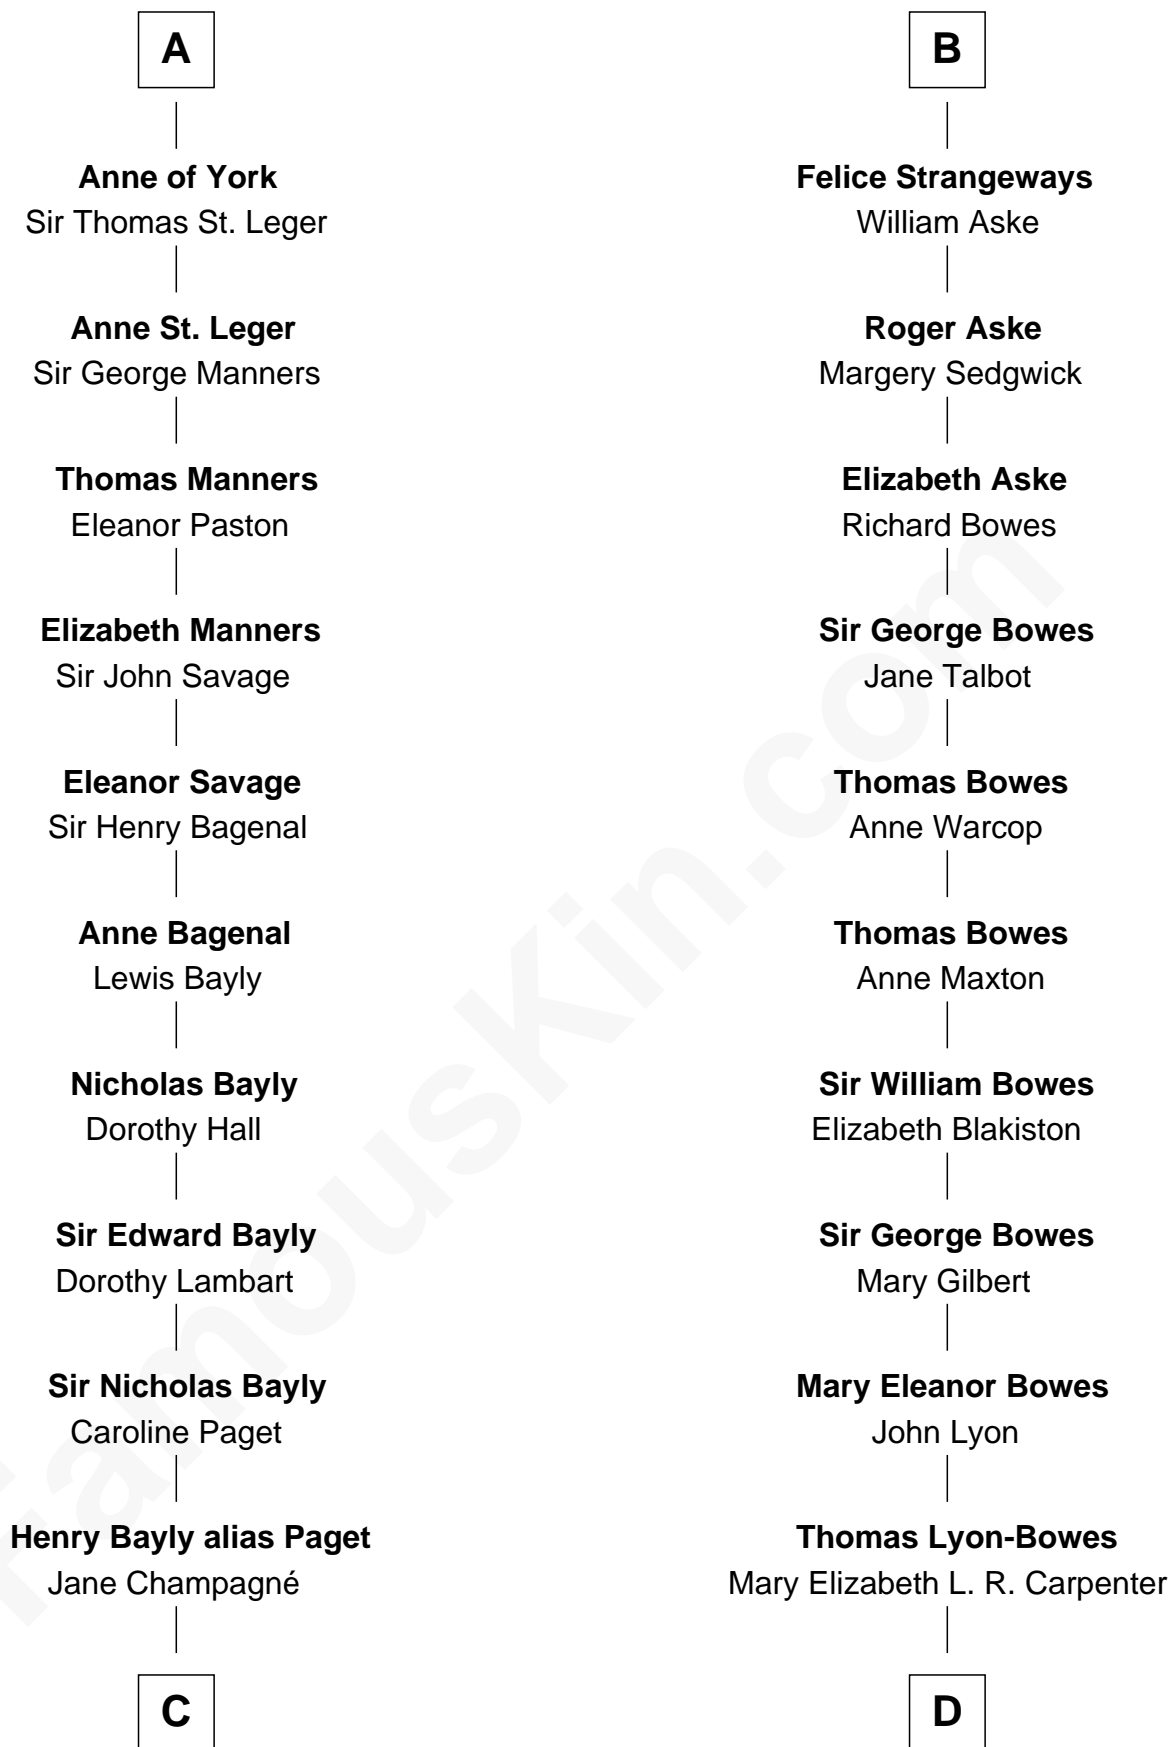 A
Anne of York
Sir Thomas St. Leger
Anne St. Leger
Sir George Manners
Thomas Manners
Eleanor Paston
Elizabeth Manners
Sir John Savage
Eleanor Savage
Sir Henry Bagenal
Anne Bagenal
Lewis Bayly
Nicholas Bayly
Dorothy Hall
Sir Edward Bayly
Dorothy Lambart
Sir Nicholas Bayly
Caroline Paget
Henry Bayly alias Paget
Jane Champagné
C
B
Felice Strangeways
William Aske
Roger Aske
Margery Sedgwick
Elizabeth Aske
Richard Bowes
Sir George Bowes
Jane Talbot
Thomas Bowes
Anne Warcop
Thomas Bowes
Anne Maxton
Sir William Bowes
Elizabeth Blakiston
Sir George Bowes
Mary Gilbert
Mary Eleanor Bowes
John Lyon
Thomas Lyon-Bowes
Mary Elizabeth L. R. Carpenter
D
FamousKin.com